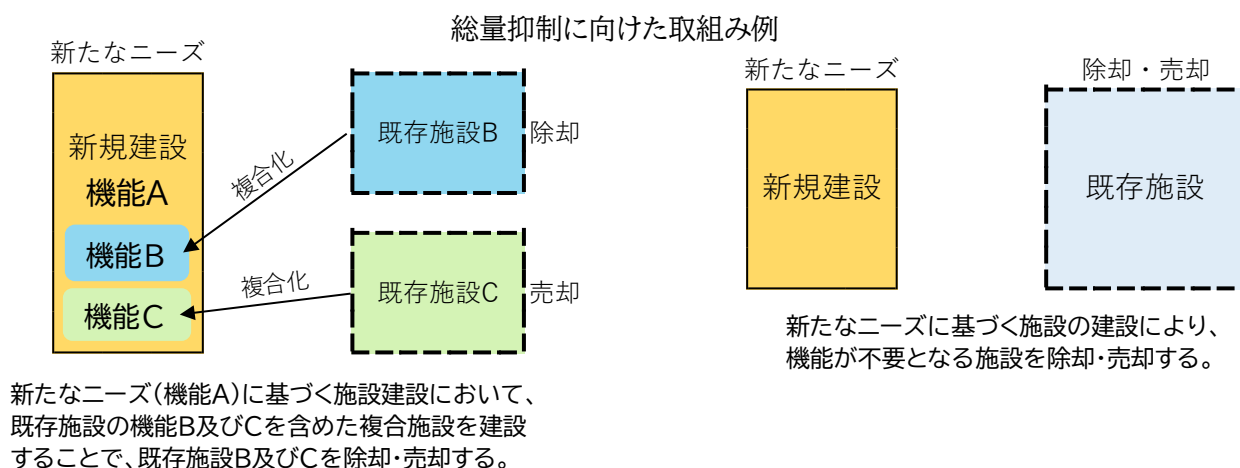 総量抑制に向けた取組み例
新たなニーズ
新規建設
機能A
機能B
機能C
複合化
複合化
既存施設B
除却
既存施設C
売却
新たなニーズ(機能A)に基づく施設建設において、
既存施設の機能B及びCを含めた複合施設を建設
することで、既存施設B及びCを除却・売却する。
新たなニーズ
新規建設
除却・売却
既存施設
新たなニーズに基づく施設の建設により、
機能が不要となる施設を除却・売却する。